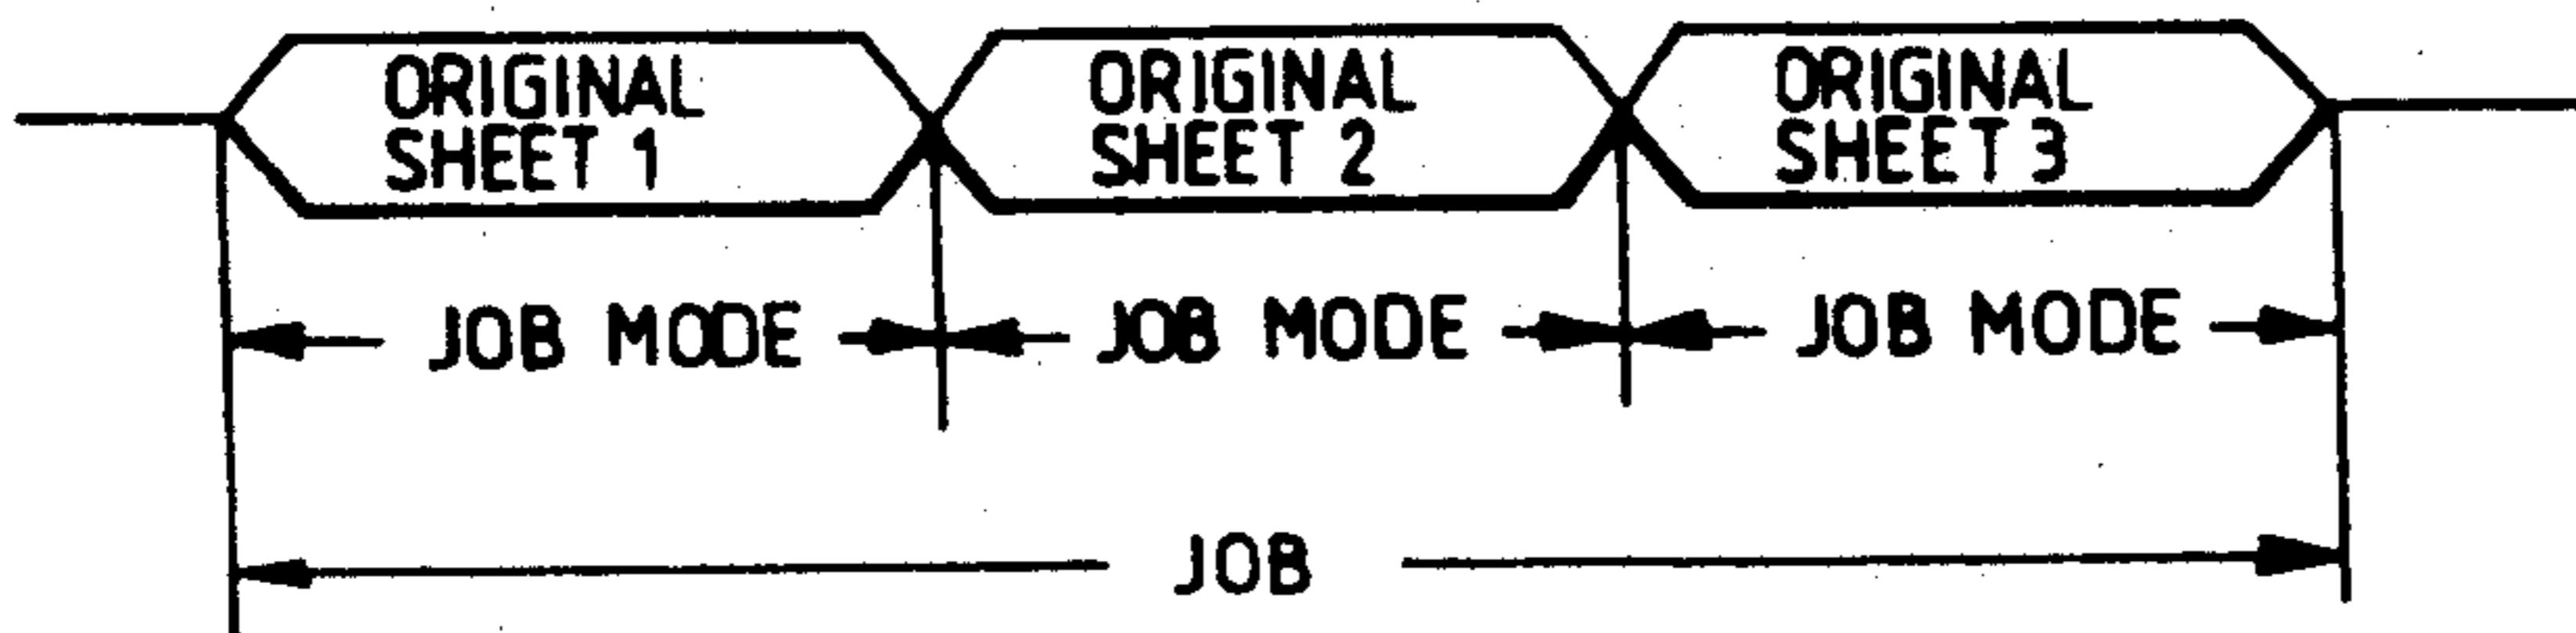 ORIGINAL
SHEET 1
ORIGINAL
SHEET 2
ORIGINAL
SHEET 3
JOB MODE
JOB MODE
JOB MODE
JOB